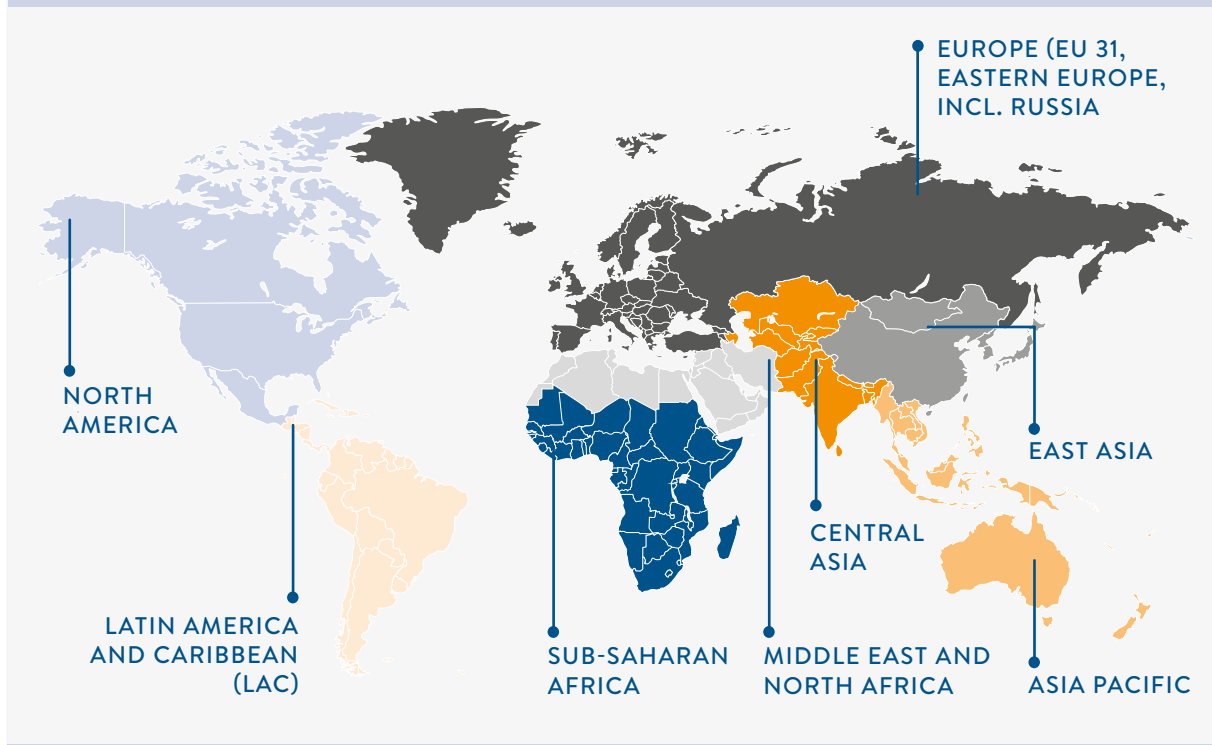 EUROPE (EU 31,
EASTERN EUROPE,
INCL. RUSSIA
NORTH
AMERICA
EAST ASIA
CENTRAL
ASIA
LATIN AMERICA
AND CARIBBEAN
(LAC)
SUB-SAHARAN
AFRICA
MIDDLE EAST AND
NORTH AFRICA
ASIA PACIFIC